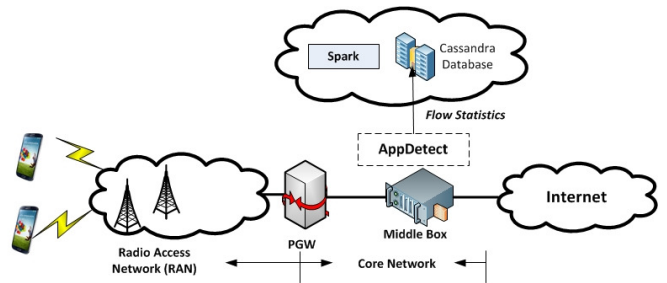 Spark
Cassandra
Database
Flow Statistics
AppDetect
Internet
PGW
Middle Box
Radio Access
Network (RAN)
Core Network